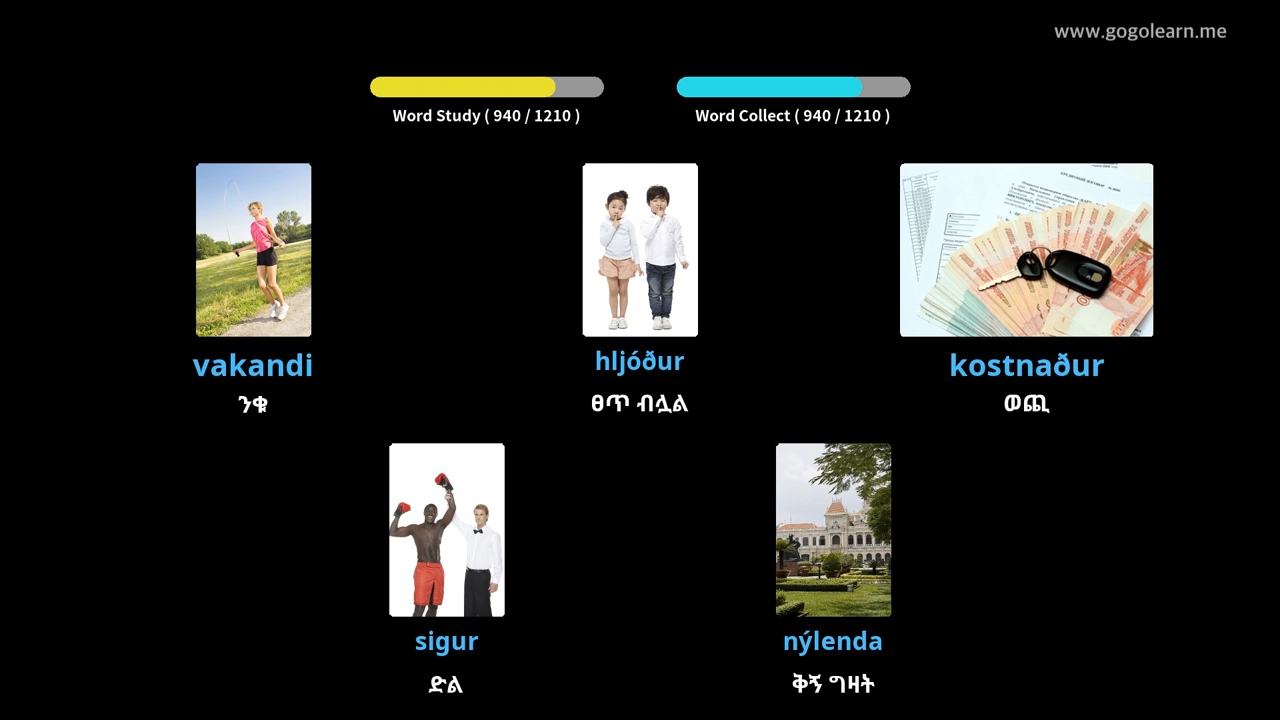 www.gogolearn.me
Word Study ( 940 / 1210 )
Word Collect ( 940 / 1210 )
vakandi
ንቁ
hljóður
ፀጥ ብሏል
kostnaður
ወጪ
sigur
ድል
nýlenda
ቅኝ ግዛት